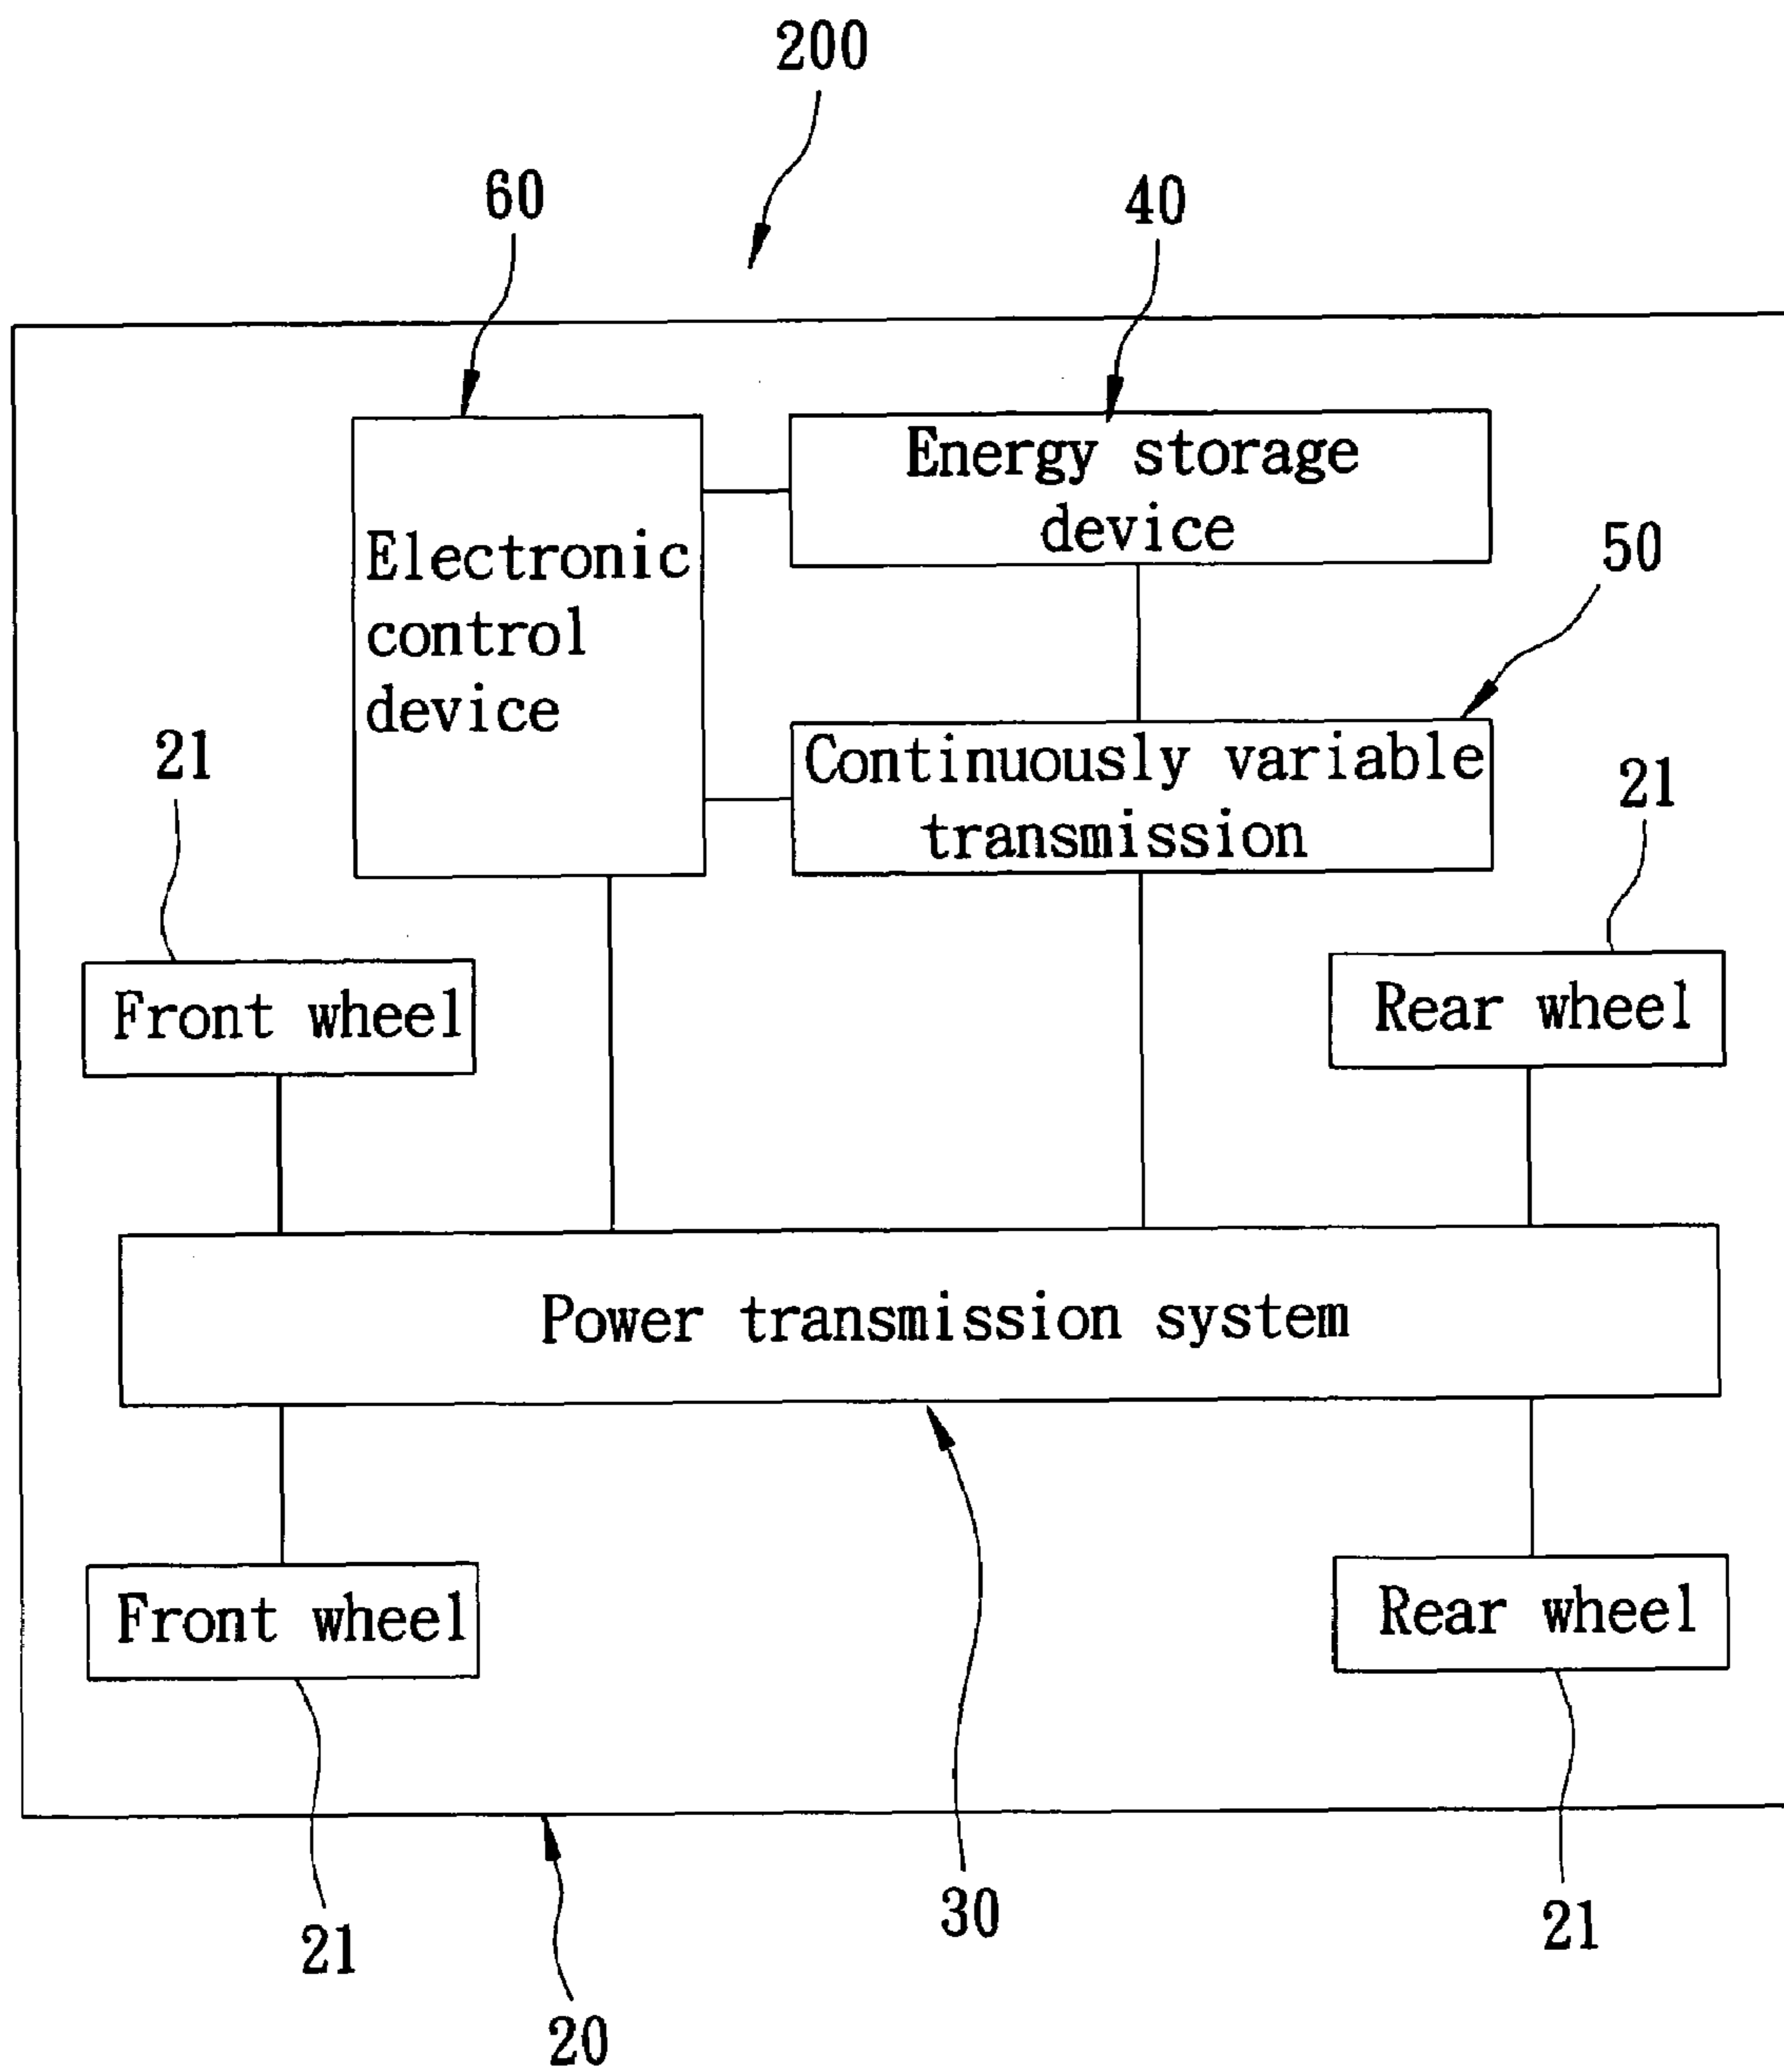 200
60
40
Energy storage
device
50
Electronic
control
device
21
Continuously variable
transmission
21
Front wheel
Rear wheel
Power transmission system
Front wheel
Rear wheel
21
30
21
20